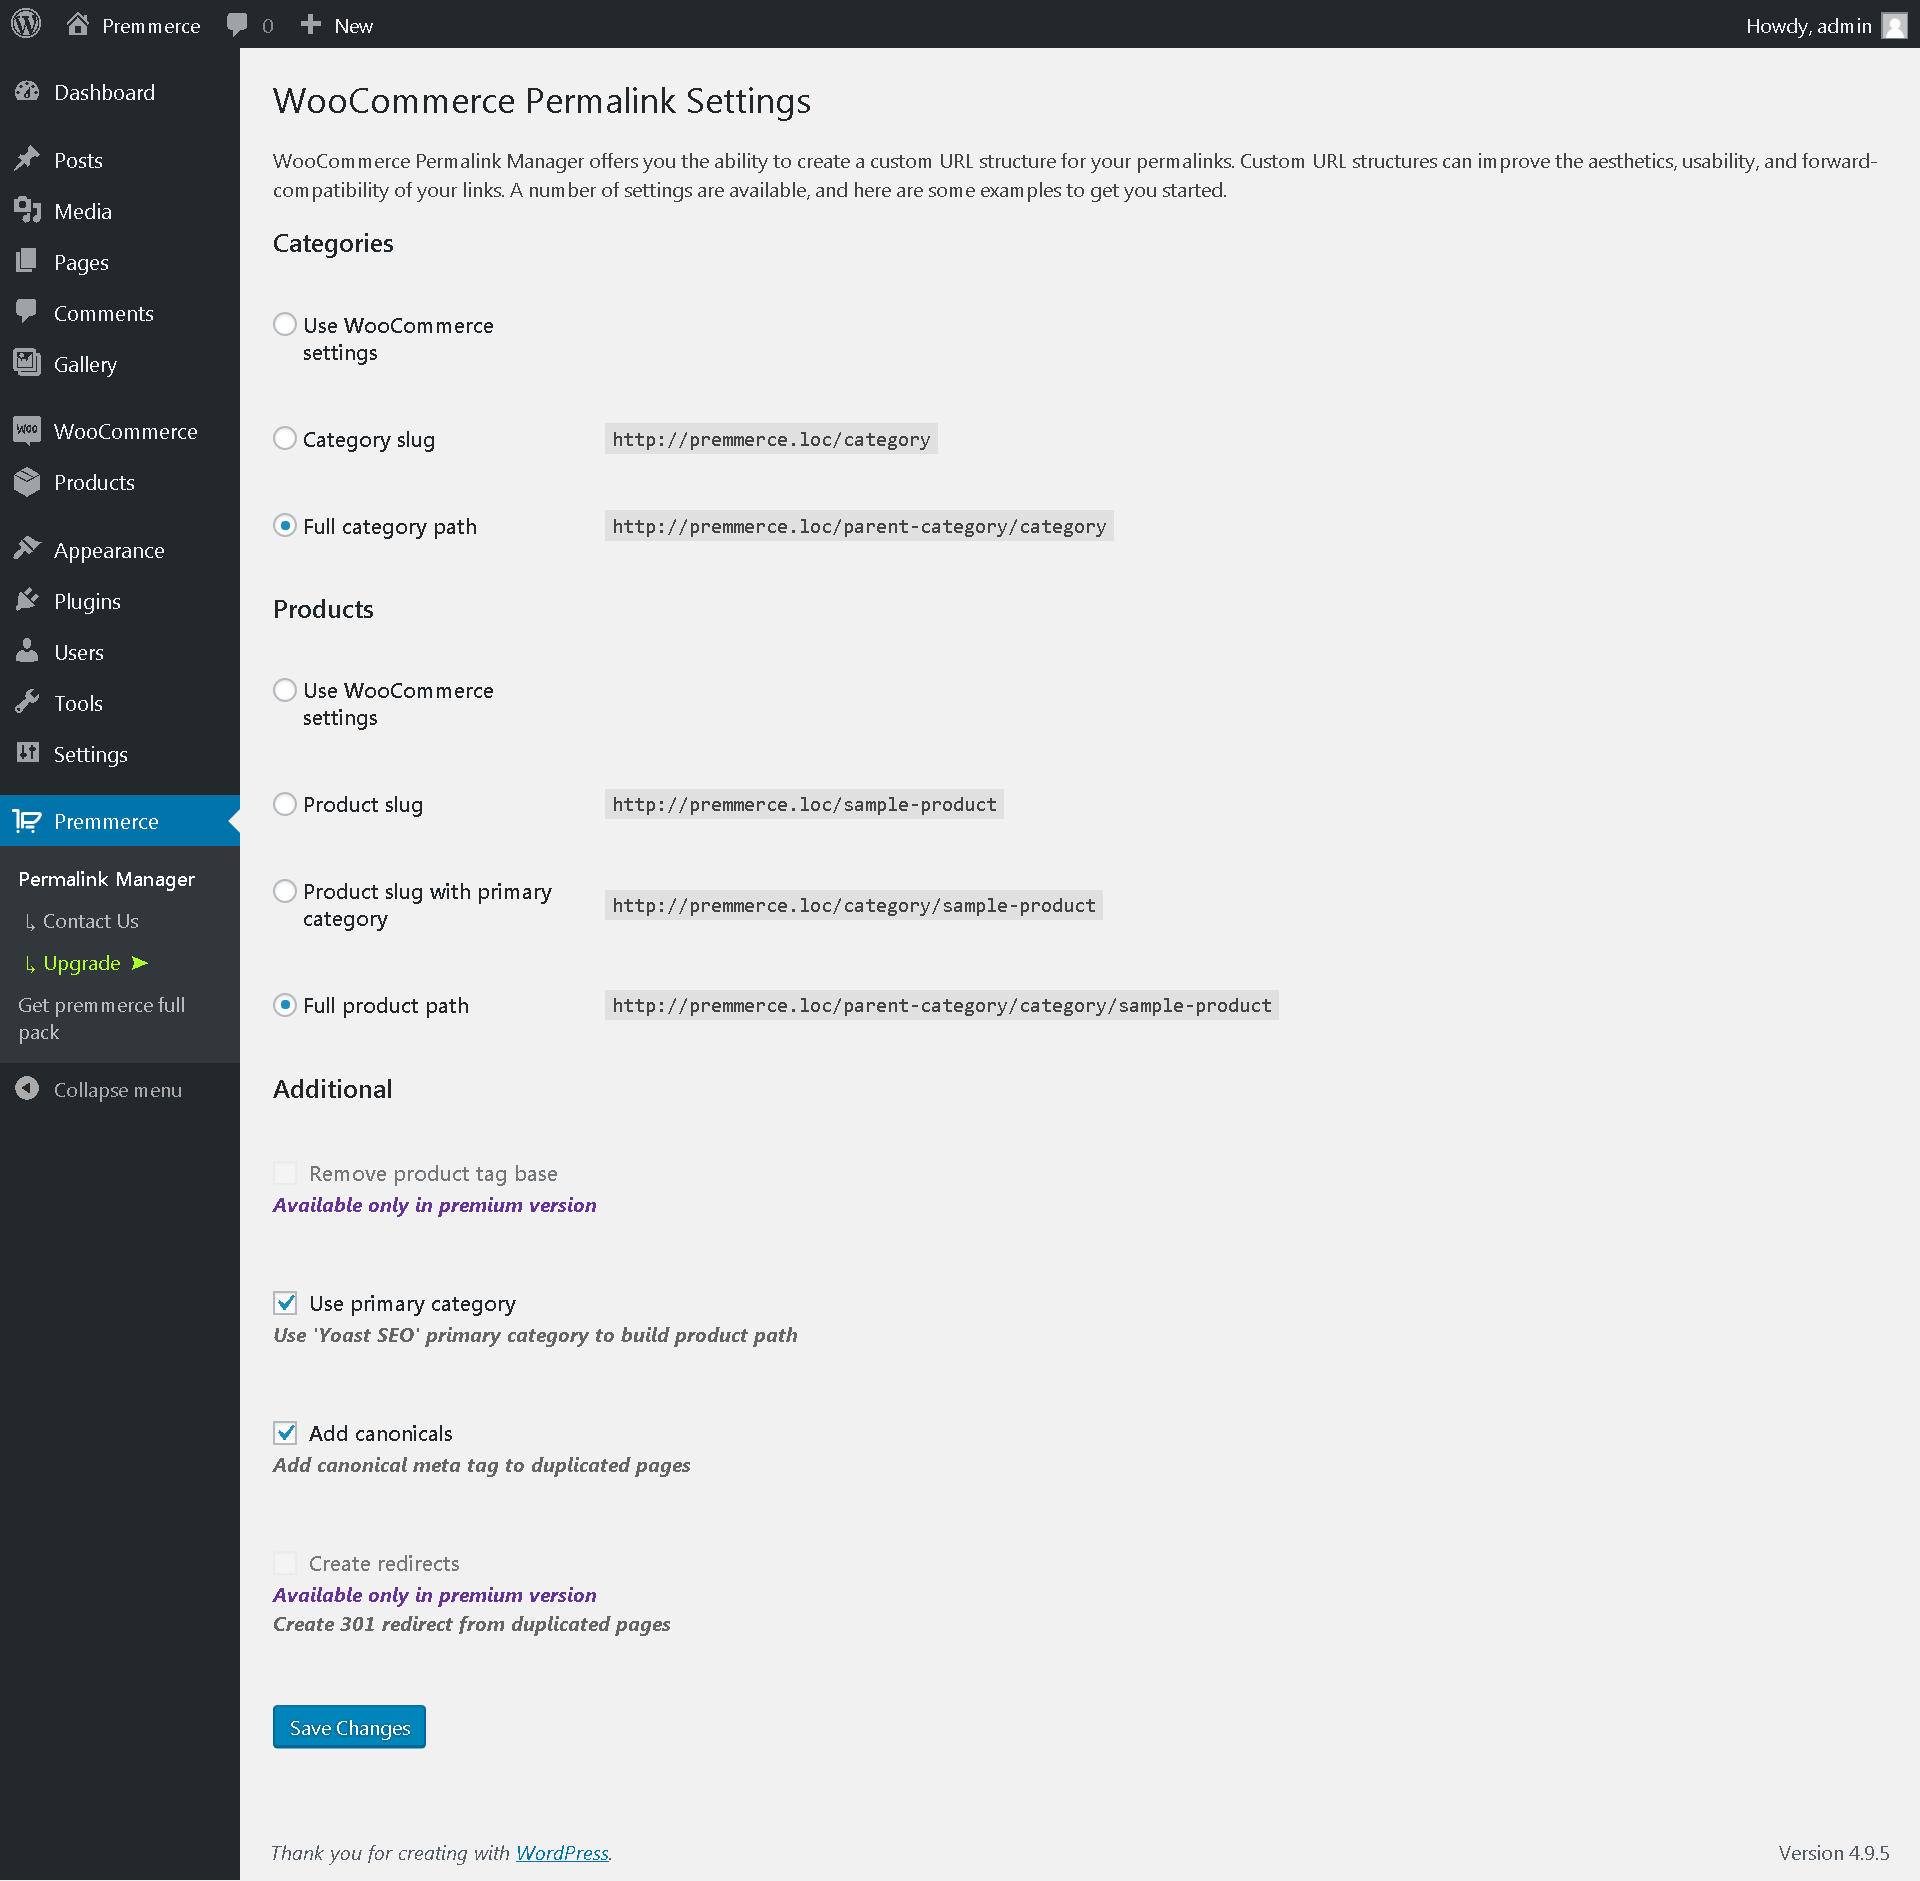 Premmerce
0
New
Howdy, admin
Dashboard
Posts
Media
Pages
Comments
Gallery
WOO
WooCommerce
Products
Appearance
Plugins
Users
Tools
Settings
Premmerce
Permalink Manager
↳ Contact Us
↳ Upgrade ➤
Get premmerce full
pack
Collapse menu
WooCommerce Permalink Settings
WooCommerce Permalink Manager offers you the ability to create a custom URL structure for your permalinks. Custom URL structures can improve the aesthetics, usability, and forward-
compatibility of your links. A number of settings are available, and here are some examples to get you started.
Categories
Use WooCommerce
settings
Category slug http://premmerce.loc/category
Full category path http://premmerce.loc/parent-category/category
Products
Use WooCommerce
settings
Product slug http://premmerce.loc/sample-product
Product slug with primary
category
http://premmerce.loc/category/sample-product
Full product path http://premmerce.loc/parent-category/category/sample-product
Additional
Remove product tag base
Available only in premium version
Use primary category
Use 'Yoast SEO' primary category to build product path
Add canonicals
Add canonical meta tag to duplicated pages
Create redirects
Available only in premium version
Create 301 redirect from duplicated pages
Save Changes
Thank you for creating with WordPress.
Version 4.9.5